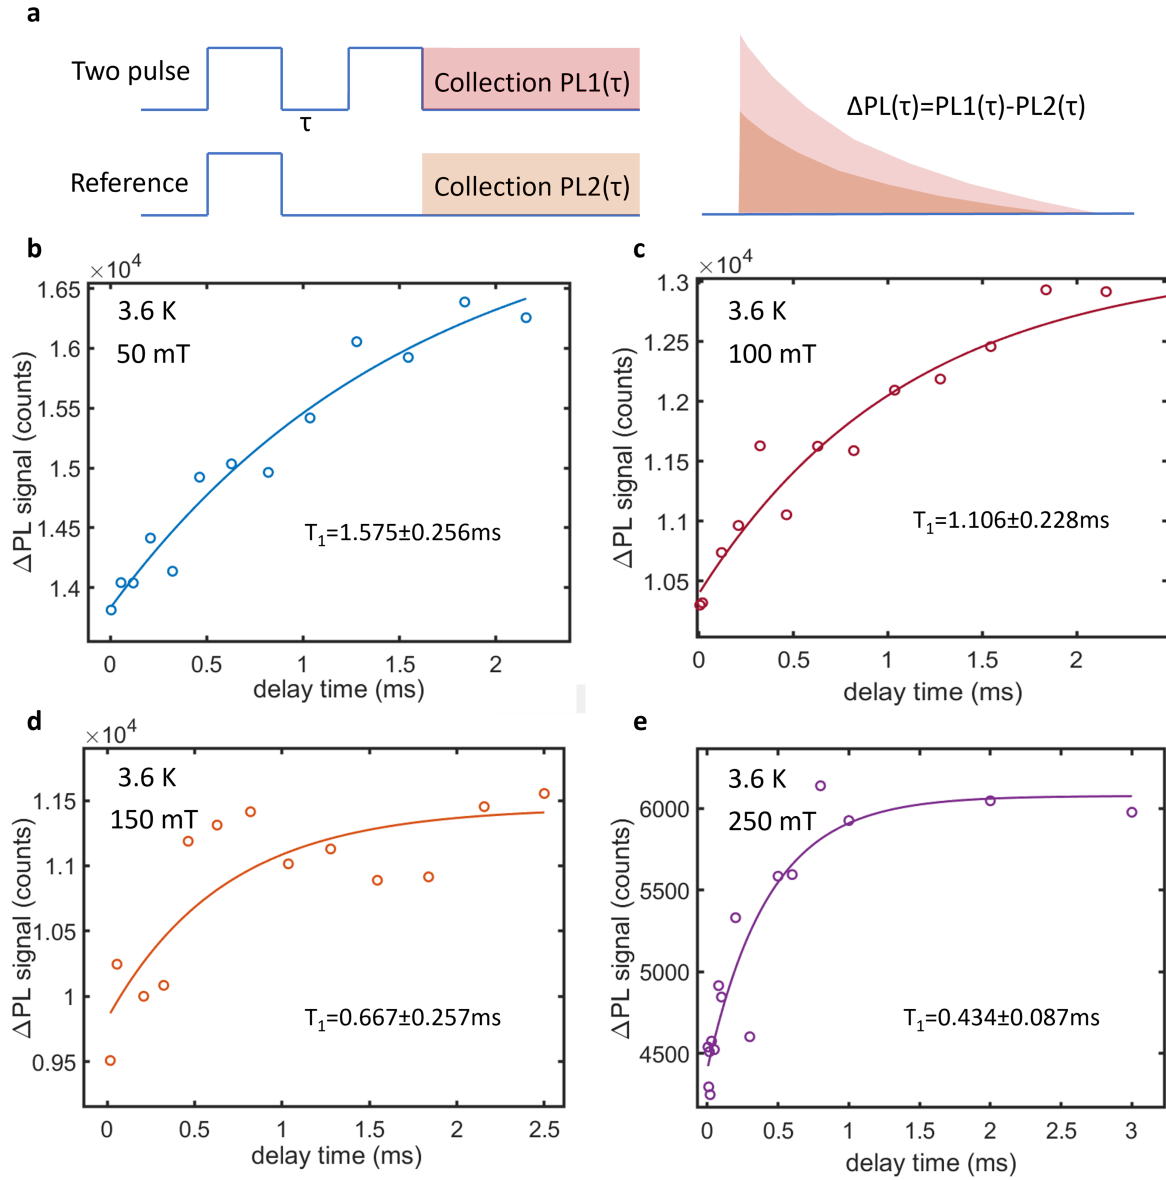 a
Two pulse
Collection PL1(τ)
τ
Reference
Collection PL2(τ)
ΔPL(τ)=PL1(τ)-PL2(τ)
b
×10⁴
1.65
1.6
1.55
1.5
1.45
1.4
ΔPL signal (counts)
3.6 K
50 mT
T₁=1.575±0.256ms
0 0.5 1 1.5 2
delay time (ms)
c
×10⁴
1.3
1.25
1.2
1.15
1.1
1.05
ΔPL signal (counts)
3.6 K
100 mT
T₁=1.106±0.228ms
0 0.5 1 1.5 2
delay time (ms)
d
×10⁴
1.15
1.1
1.05
1
0.95
ΔPL signal (counts)
3.6 K
150 mT
T₁=0.667±0.257ms
0 0.5 1 1.5 2 2.5
delay time (ms)
e
6000
5500
5000
4500
ΔPL signal (counts)
3.6 K
250 mT
T₁=0.434±0.087ms
0 0.5 1 1.5 2 2.5 3
delay time (ms)